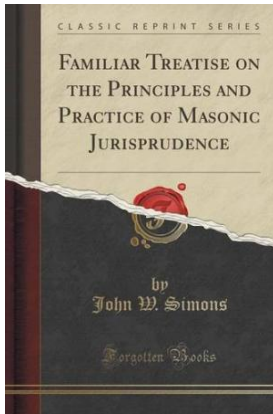 CLASSIC REPRINT SERIES
FAMILIAR TREATISE ON
THE PRINCIPLES AND
PRACTICE OF MASONIC
JURISPRUDENCE
by
John W. Simons
Forgotten Books